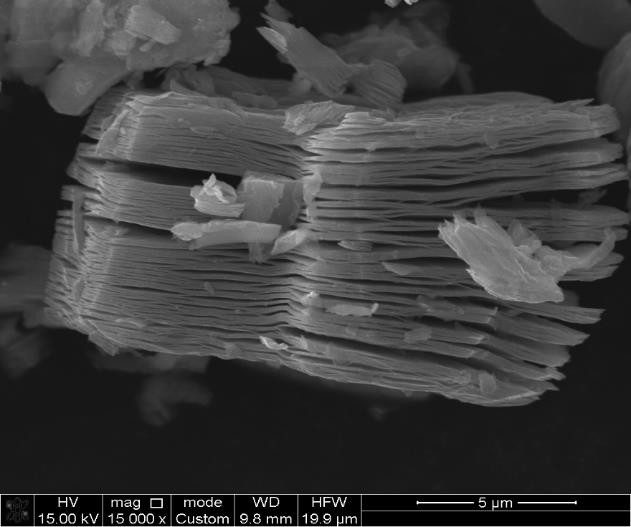 HV mag mode WD HFW 5 µm
15.00 kV 15 000 x Custom 9.8 mm 19.9 µm